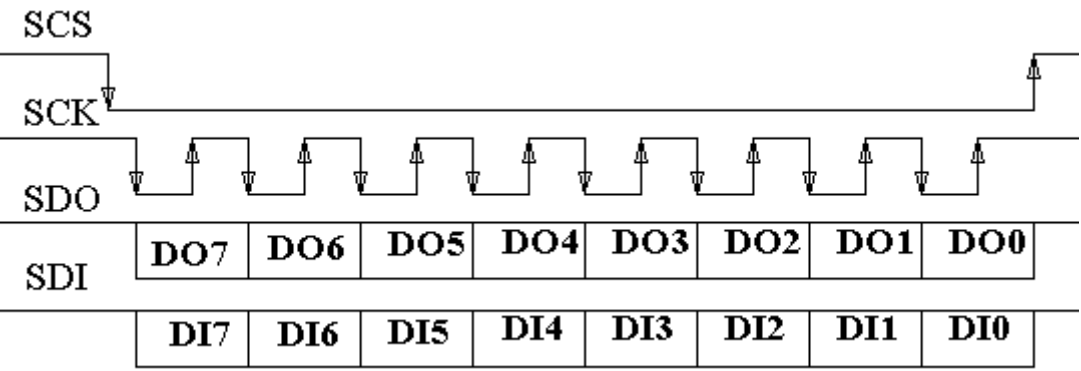 SCS
SCK
SDO
DO7 DO6 DO5 DO4 DO3 DO2 DO1 DO0
SDI
DI7 DI6 DI5 DI4 DI3 DI2 DI1 DI0